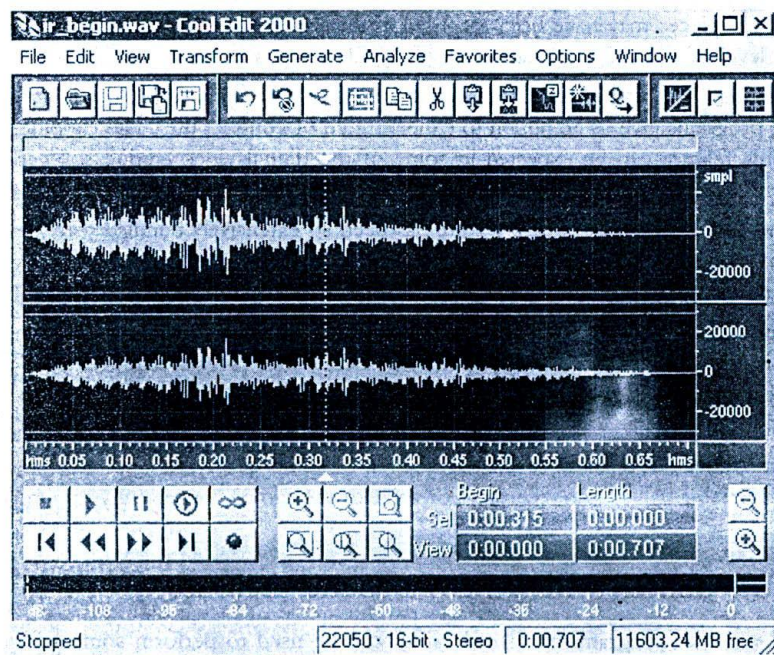 ir_begin.wav - Cool Edit 2000
File Edit View Transform Generate Analyze Favorites Options Window Help
smpl
0
-20000
20000
0
-20000
hms 0.05 0.10 0.15 0.20 0.25 0.30 0.35 0.40 0.45 0.50 0.55 0.60 0.65 hms
Begin Length
Sel 0:00.315 0:00.000
View 0:00.000 0:00.707
dB -108 -96 -84 -72 -60 -48 -36 -24 -12 0
Stopped 22050 · 16-bit · Stereo 0:00.707 11603.24 MB free